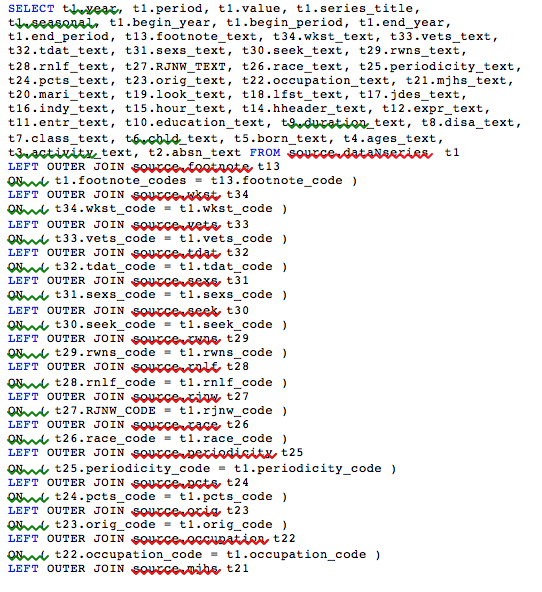 SELECT t1.year, t1.period, t1.value, t1.series_title,
t1.seasonal, t1.begin_year, t1.begin_period, t1.end_year,
t1.end_period, t13.footnote_text, t34.wkst_text, t33.vets_text,
t32.tdat_text, t31.sexs_text, t30.seek_text, t29.rwns_text,
t28.rnlf_text, t27.RJNW_TEXT, t26.race_text, t25.periodicity_text,
t24.pcts_text, t23.orig_text, t22.occupation_text, t21.mjhs_text,
t20.mari_text, t19.look_text, t18.lfst_text, t17.jdes_text,
t16.indy_text, t15.hour_text, t14.hheader_text, t12.expr_text,
t11.entr_text, t10.education_text, t9.duration_text, t8.disa_text,
t7.class_text, t6.chld_text, t5.born_text, t4.ages_text,
t3.activity_text, t2.absn_text FROM source.dataNseries t1
LEFT OUTER JOIN source.footnote t13
ON ( t1.footnote_codes = t13.footnote_code )
LEFT OUTER JOIN source.wkst t34
ON ( t34.wkst_code = t1.wkst_code )
LEFT OUTER JOIN source.vets t33
ON ( t33.vets_code = t1.vets_code )
LEFT OUTER JOIN source.tdat t32
ON ( t32.tdat_code = t1.tdat_code )
LEFT OUTER JOIN source.sexs t31
ON ( t31.sexs_code = t1.sexs_code )
LEFT OUTER JOIN source.seek t30
ON ( t30.seek_code = t1.seek_code )
LEFT OUTER JOIN source.rwns t29
ON ( t29.rwns_code = t1.rwns_code )
LEFT OUTER JOIN source.rnlf t28
ON ( t28.rnlf_code = t1.rnlf_code )
LEFT OUTER JOIN source.rjnw t27
ON ( t27.RJNW_CODE = t1.rjnw_code )
LEFT OUTER JOIN source.race t26
ON ( t26.race_code = t1.race_code )
LEFT OUTER JOIN source.periodicity t25
ON ( t25.periodicity_code = t1.periodicity_code )
LEFT OUTER JOIN source.pcts t24
ON ( t24.pcts_code = t1.pcts_code )
LEFT OUTER JOIN source.orig t23
ON ( t23.orig_code = t1.orig_code )
LEFT OUTER JOIN source.occupation t22
ON ( t22.occupation_code = t1.occupation_code )
LEFT OUTER JOIN source.mjhs t21